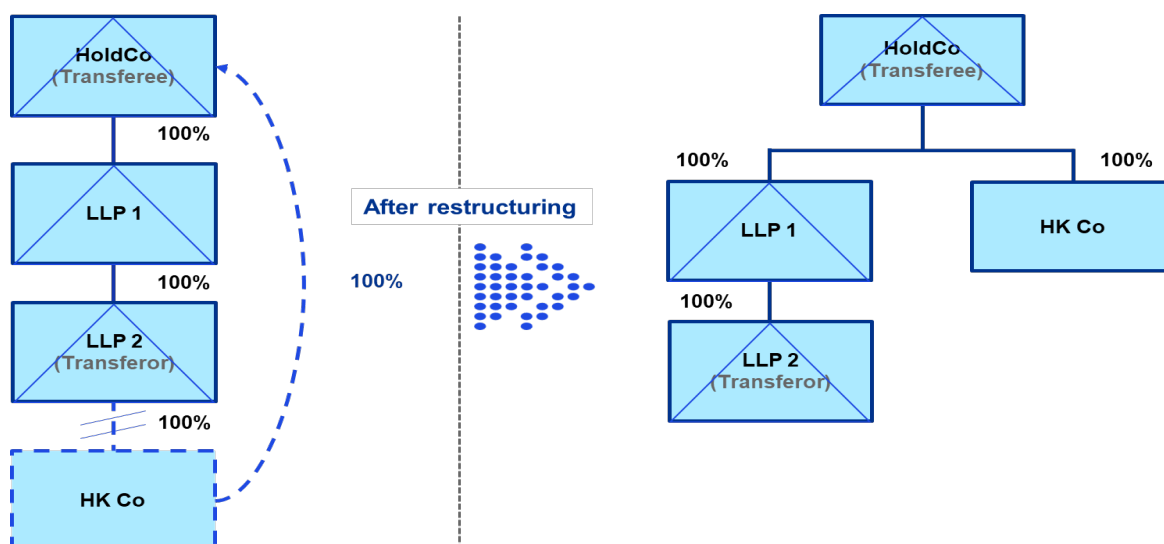 HoldCo
(Transferee)
100%
LLP 1
100%
LLP 2
(Transferor)
100%
HK Co
100%
After restructuring
HoldCo
(Transferee)
100%
100%
LLP 1
HK Co
100%
LLP 2
(Transferor)